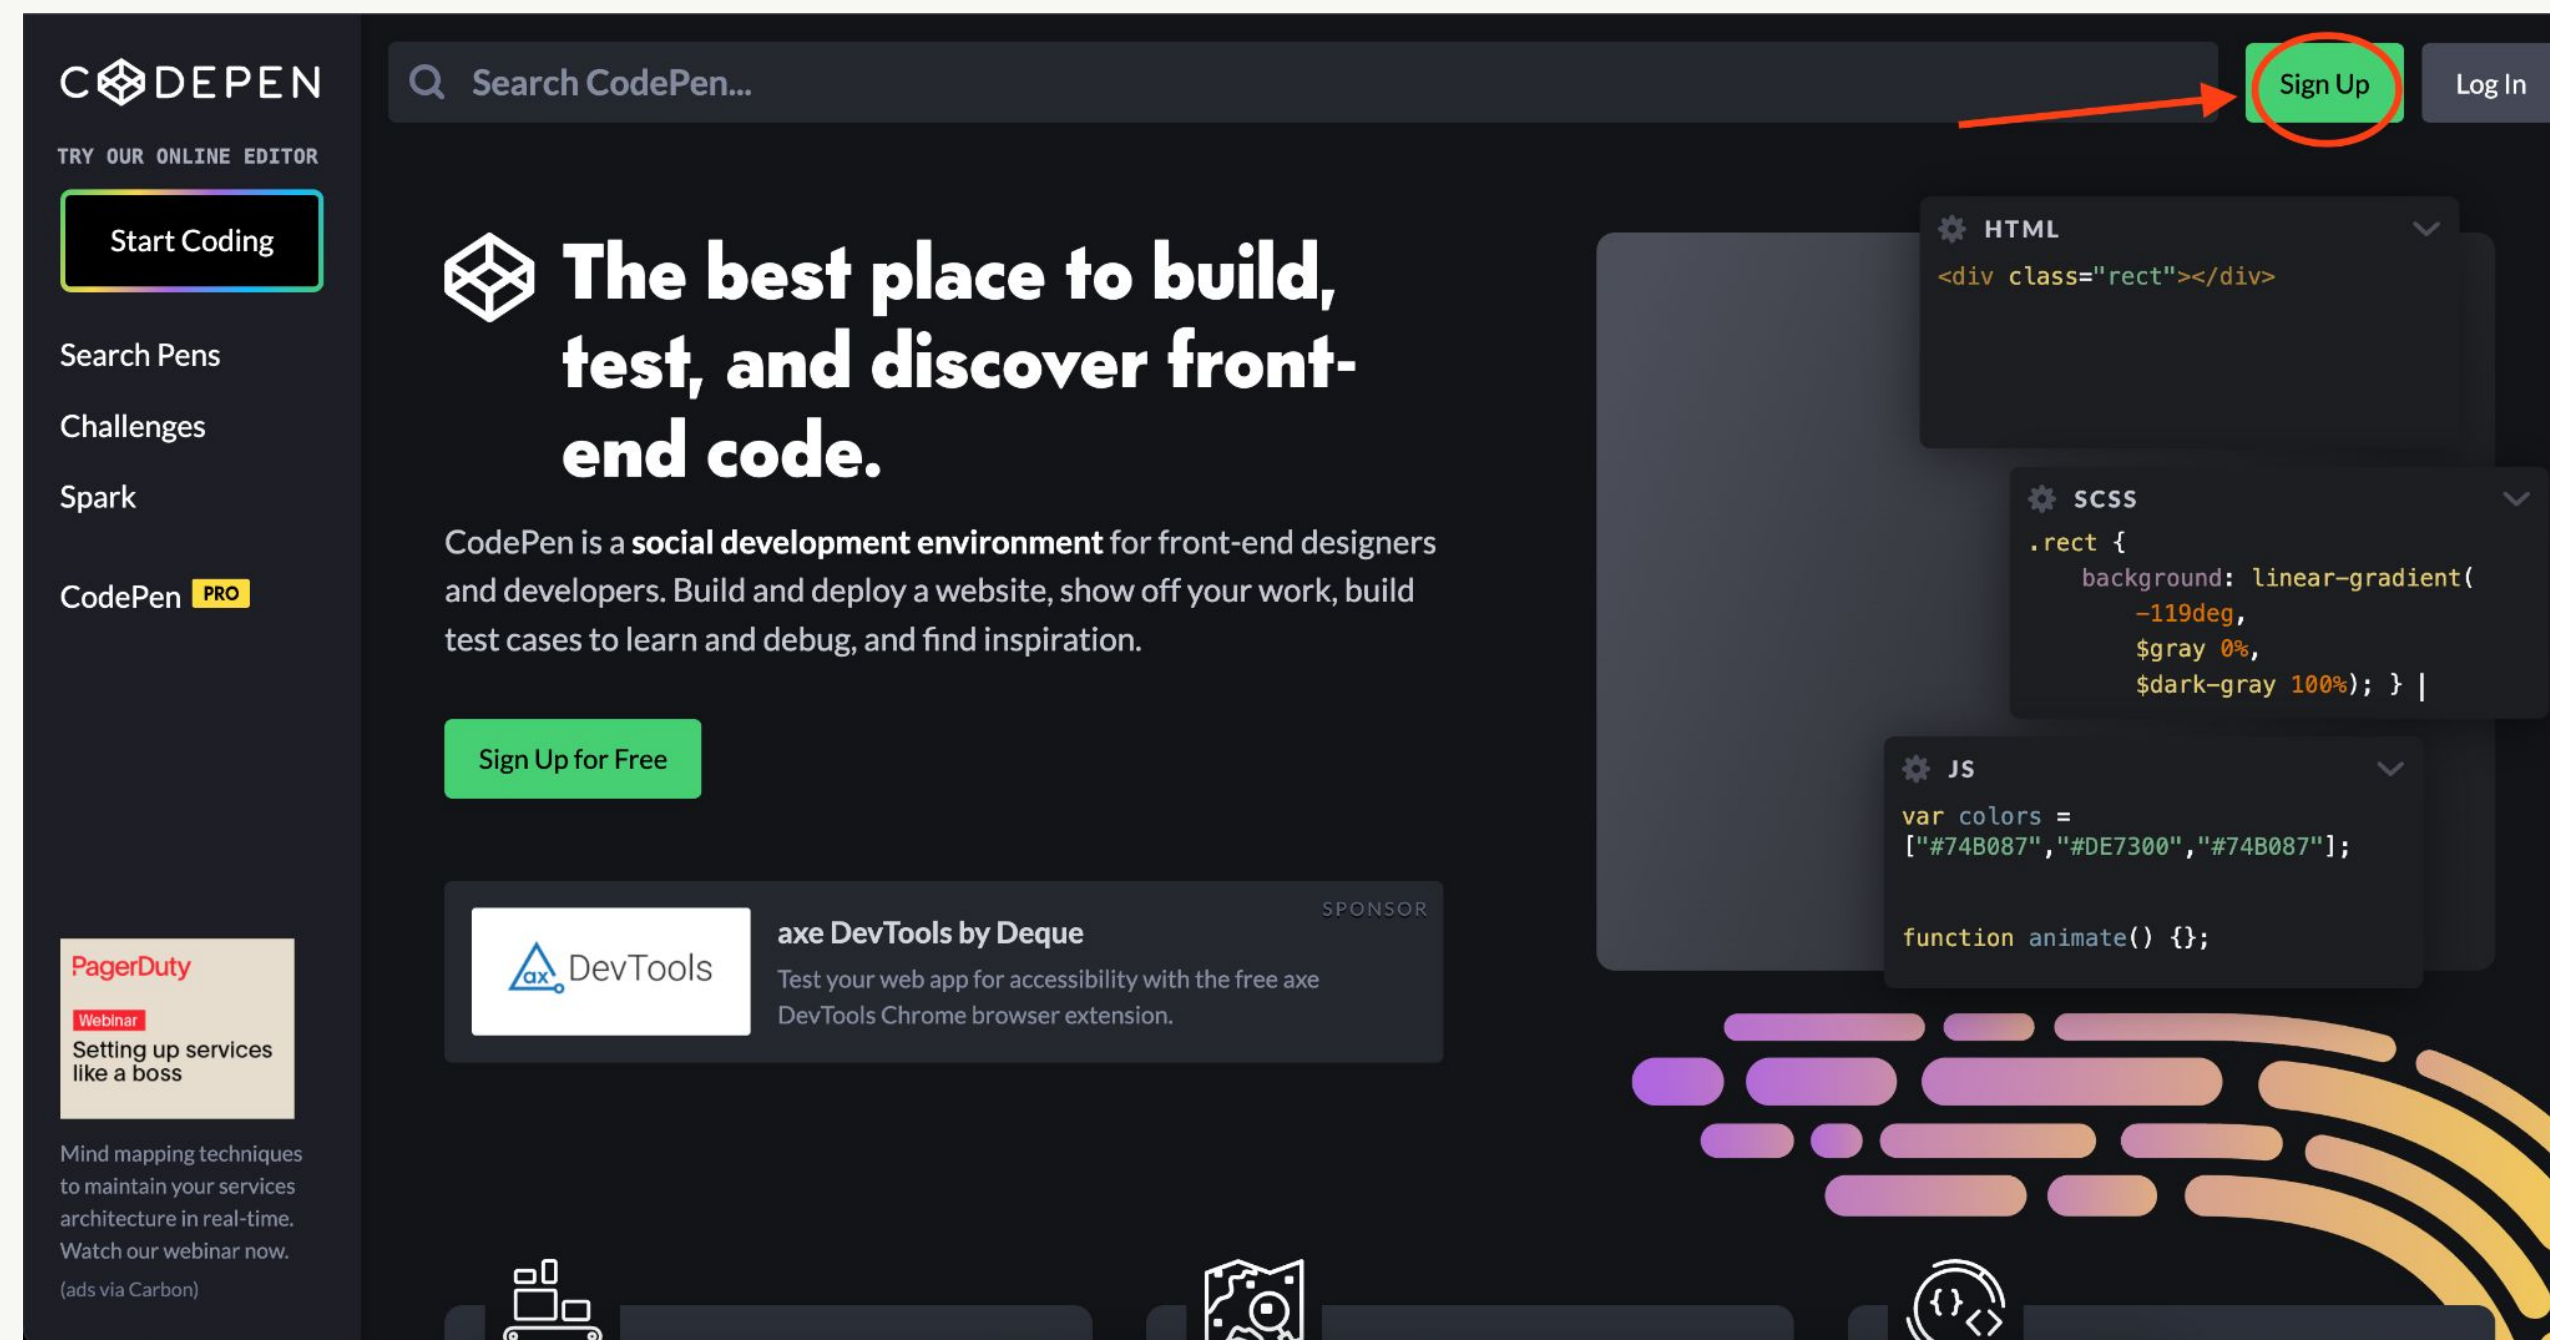 CODEPEN
TRY OUR ONLINE EDITOR
Start Coding
Search Pens
Challenges
Spark
CodePen PRO
PagerDuty
Webinar
Setting up services
like a boss
Mind mapping techniques
to maintain your services
architecture in real-time.
Watch our webinar now.
(ads via Carbon)
Search CodePen...
Sign Up
Log In
The best place to build,
test, and discover front-
end code.
CodePen is a social development environment for front-end designers
and developers. Build and deploy a website, show off your work, build
test cases to learn and debug, and find inspiration.
Sign Up for Free
SPONSOR
ax DevTools
axe DevTools by Deque
Test your web app for accessibility with the free axe
DevTools Chrome browser extension.
HTML
<div class="rect"></div>
SCSS
.rect {
background: linear-gradient(
-119deg,
$gray 0%,
$dark-gray 100%); } |
JS
var colors =
["#74B087","#DE7300","#74B087"];
function animate() {};
{} <>